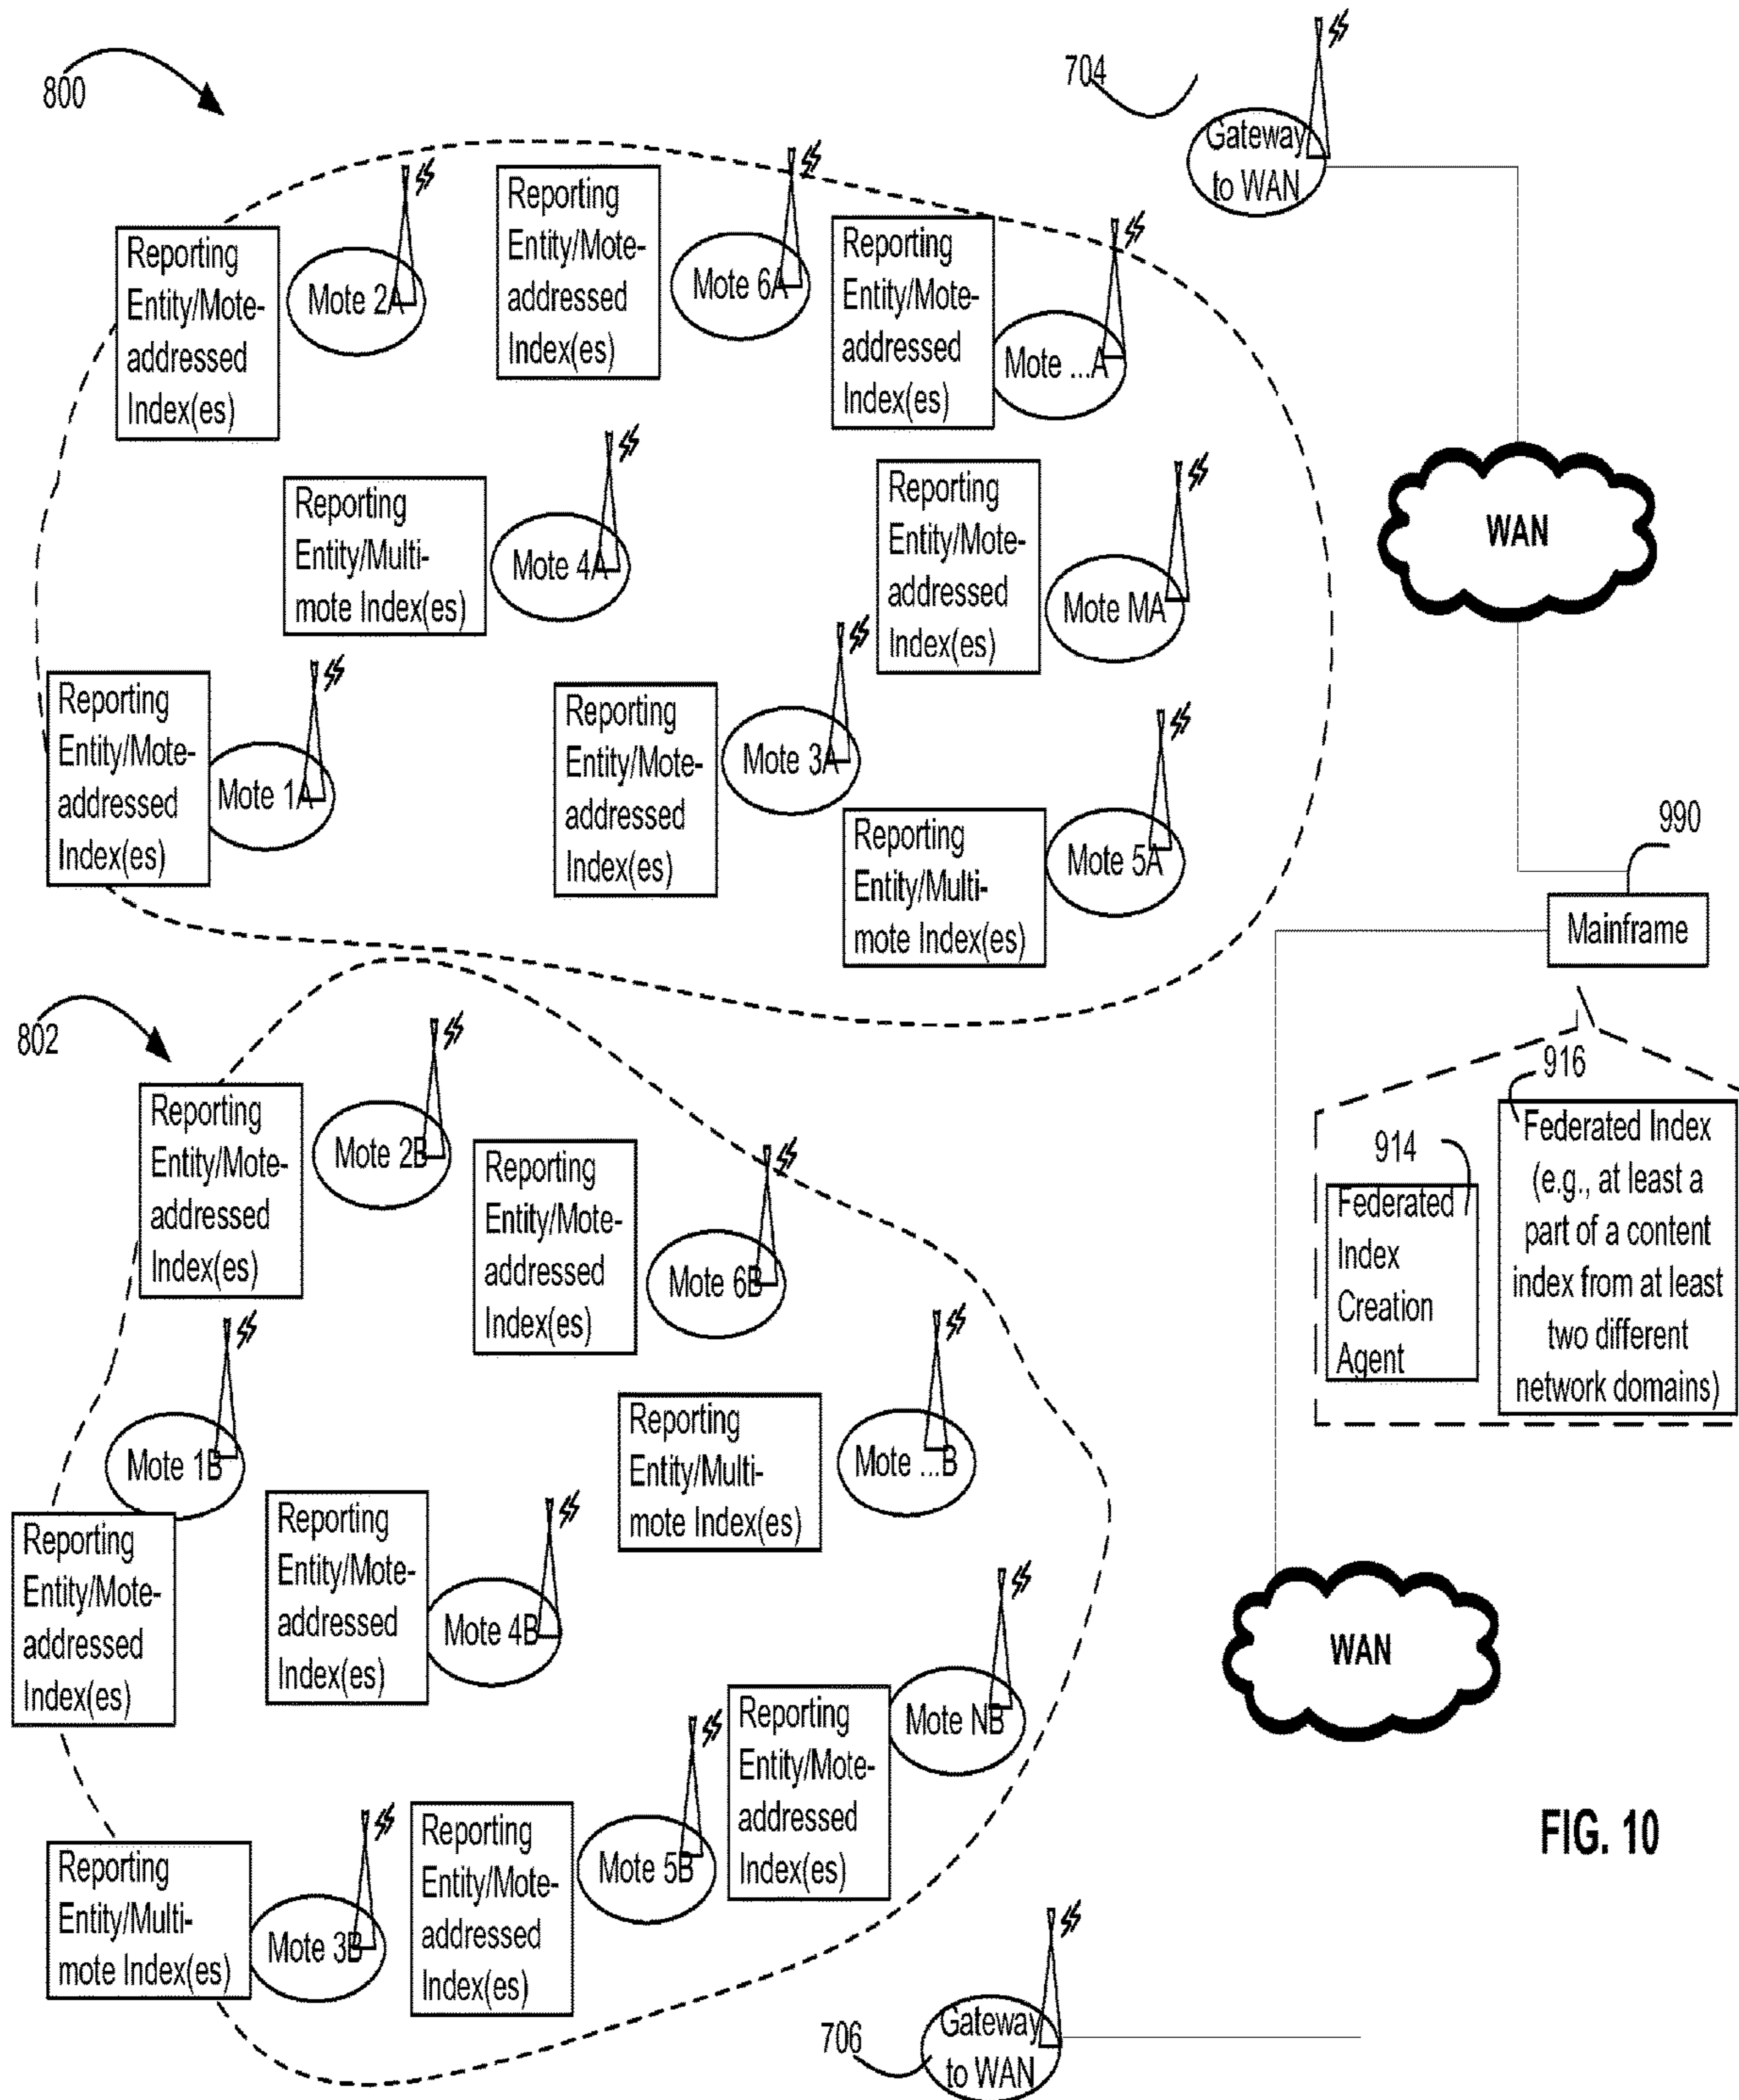 800
704
Gateway
to WAN
Reporting
Entity/Mote-
addressed
Index(es)
Mote 2A
Reporting
Entity/Mote-
addressed
Index(es)
Mote 6A
Reporting
Entity/Mote-
addressed
Index(es)
Mote ...A
Reporting
Entity/Multi-
mote Index(es)
Mote 4A
Reporting
Entity/Mote-
addressed
Index(es)
Mote MA
WAN
Reporting
Entity/Mote-
addressed
Index(es)
Mote 1A
Reporting
Entity/Mote-
addressed
Index(es)
Mote 3A
Reporting
Entity/Multi-
mote Index(es)
Mote 5A
990
Mainframe
802
Reporting
Entity/Mote-
addressed
Index(es)
Mote 2B
Reporting
Entity/Mote-
addressed
Index(es)
Mote 6B
914
Federated
Index
Creation
Agent
916
Federated Index
(e.g., at least a
part of a content
index from at least
two different
network domains)
Mote 1B
Reporting
Entity/Mote-
addressed
Index(es)
Reporting
Entity/Mote-
addressed
Index(es)
Mote 4B
Reporting
Entity/Multi-
mote Index(es)
Mote ...B
WAN
Reporting
Entity/Multi-
mote Index(es)
Mote 3B
Reporting
Entity/Mote-
addressed
Index(es)
Mote 5B
Reporting
Entity/Mote-
addressed
Index(es)
Mote NB
FIG. 10
706
Gateway
to WAN